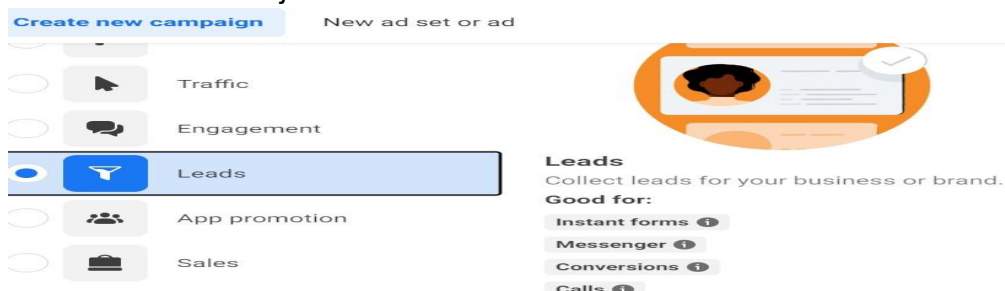 Create new campaign New ad set or ad
Traffic
Engagement
Leads
App promotion
Sales
Leads
Collect leads for your business or brand.
Good for:
Instant forms
Messenger
Conversions
Calls